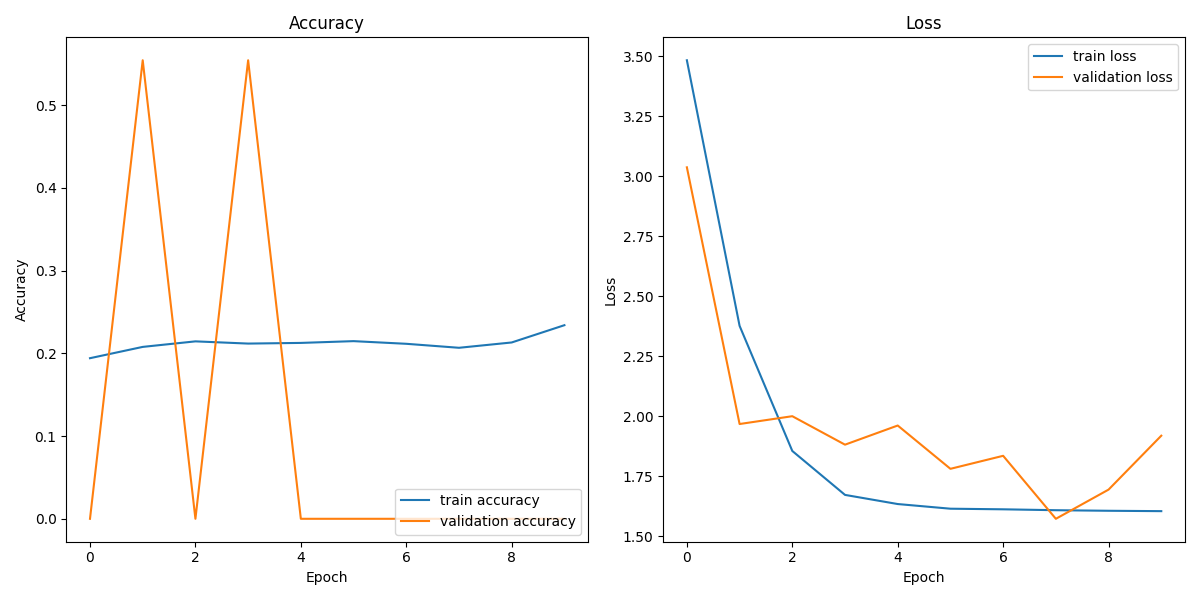 Accuracy
Accuracy
0.5
0.4
0.3
0.2
0.1
0.0
train accuracy
validation accuracy
0 2 4 6 8
Epoch
Loss
Loss
3.50
3.25
3.00
2.75
2.50
2.25
2.00
1.75
1.50
train loss
validation loss
0 2 4 6 8
Epoch